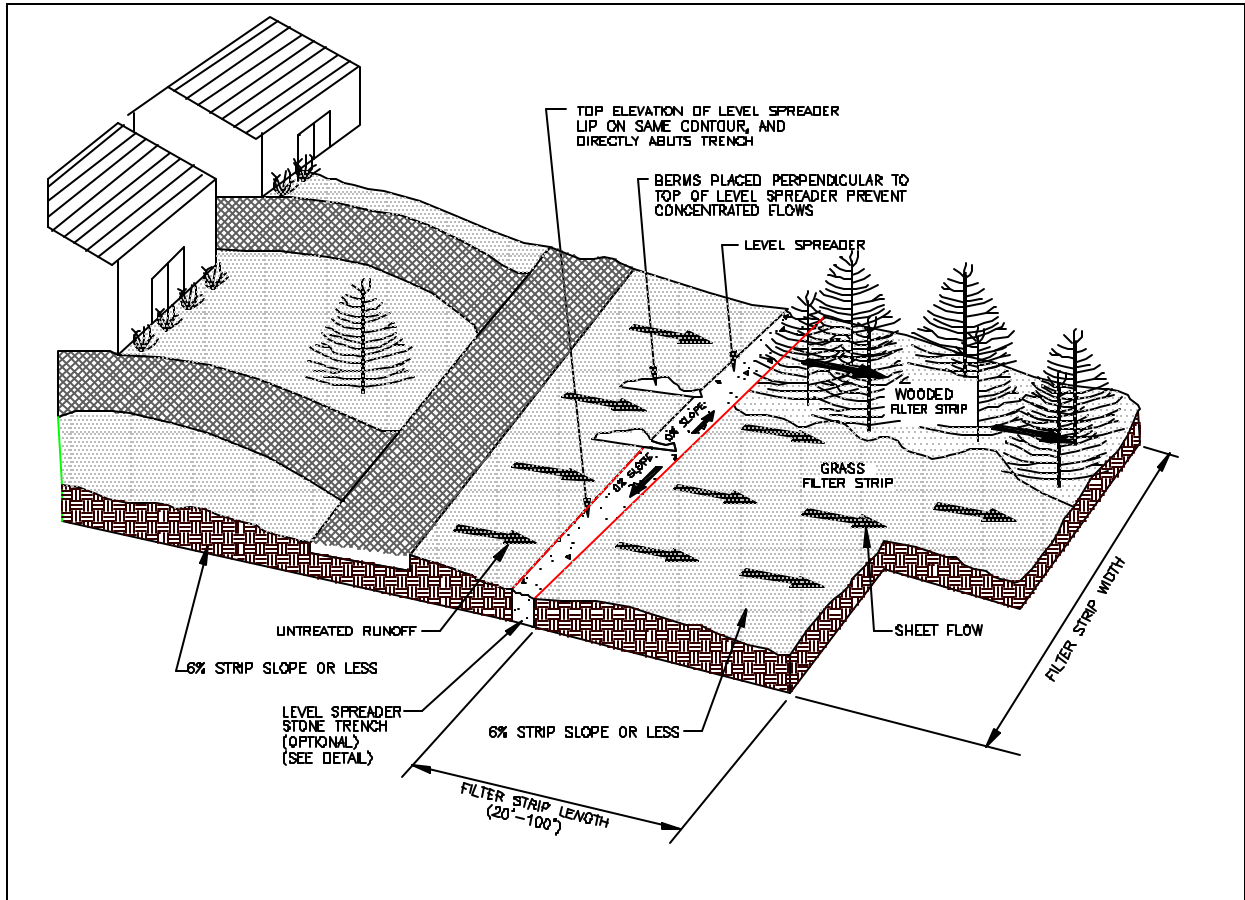 TOP ELEVATION OF LEVEL SPREADER
LIP ON SAME CONTOUR, AND
DIRECTLY ABUTS TRENCH
BERMS PLACED PERPENDICULAR TO
TOP OF LEVEL SPREADER PREVENT
CONCENTRATED FLOWS
LEVEL SPREADER
WOODED
FILTER STRIP
0% SLOPE
0% SLOPE
GRASS
FILTER STRIP
UNTREATED RUNOFF
SHEET FLOW
FILTER STRIP WIDTH
6% STRIP SLOPE OR LESS
LEVEL SPREADER
STONE TRENCH
(OPTIONAL)
(SEE DETAIL)
6% STRIP SLOPE OR LESS
FILTER STRIP LENGTH
(20'-100')